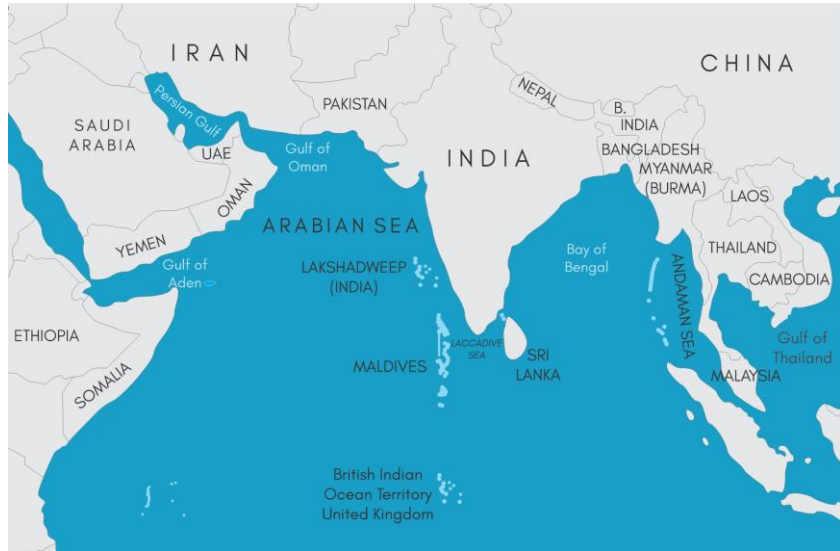 IRAN
CHINA
Persian Gulf
PAKISTAN
NEPAL
B.
SAUDI
ARABIA
INDIA
UAE
Gulf of
Oman
INDIA
BANGLADESH
MYANMAR
(BURMA)
OMAN
LAOS
ARABIAN SEA
YEMEN
Bay of
Bengal
THAILAND
Gulf of
Aden
LAKSHADWEEP
(INDIA)
ANDAMAN SEA
CAMBODIA
ETHIOPIA
LACCADIVE
SEA
Gulf of
Thailand
MALDIVES
SRI
LANKA
MALAYSIA
SOMALIA
British Indian
Ocean Territory
United Kingdom